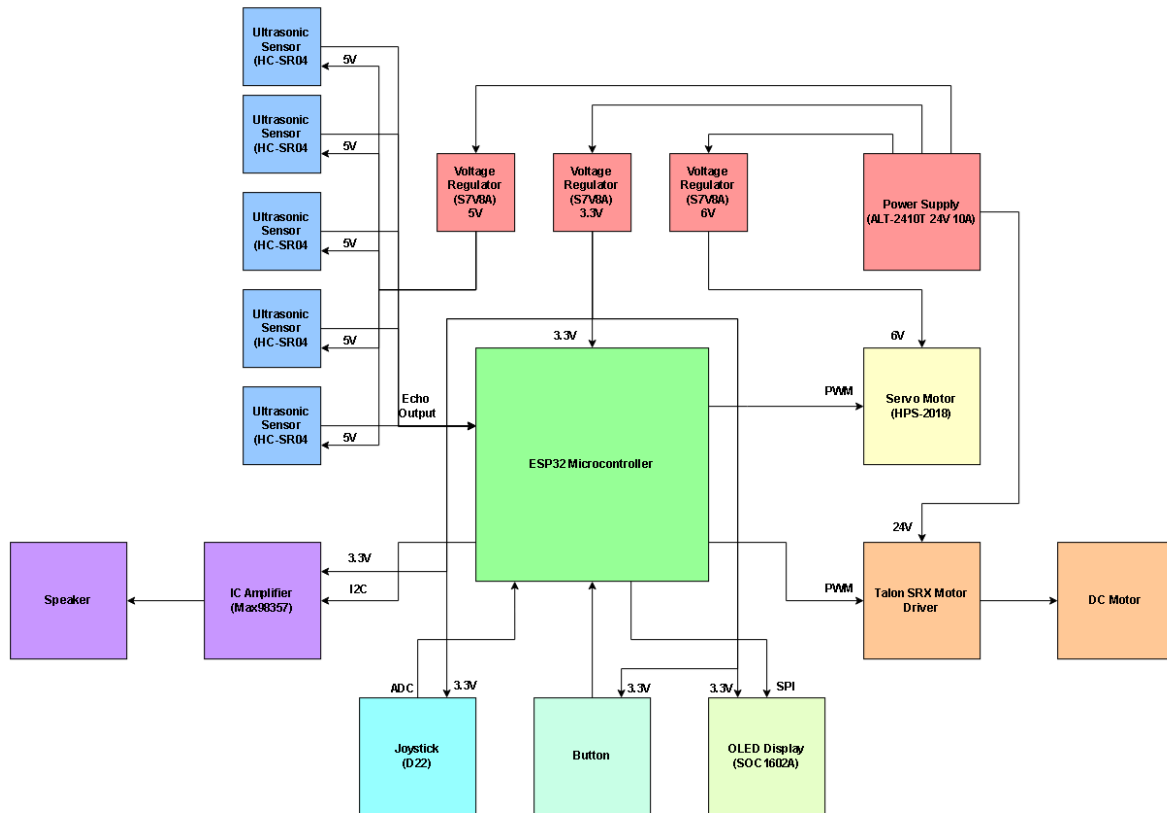 Ultrasonic
Sensor
(HC-SR04
5V
Ultrasonic
Sensor
(HC-SR04
5V
Ultrasonic
Sensor
(HC-SR04
5V
Ultrasonic
Sensor
(HC-SR04
5V
Ultrasonic
Sensor
(HC-SR04
5V
Voltage
Regulator
(S7V8A)
5V
Voltage
Regulator
(S7V8A)
3.3V
Voltage
Regulator
(S7V8A)
6V
Power Supply
(ALT-2410T 24V 10A)
3.3V
6V
Echo
Output
ESP32 Microcontroller
PWM
Servo Motor
(HPS-2018)
24V
Speaker
IC Amplifier
(Max98357)
3.3V
I2C
PWM
Talon SRX Motor
Driver
DC Motor
ADC
3.3V
3.3V
3.3V
SPI
Joystick
(D22)
Button
OLED Display
(SOC1602A)